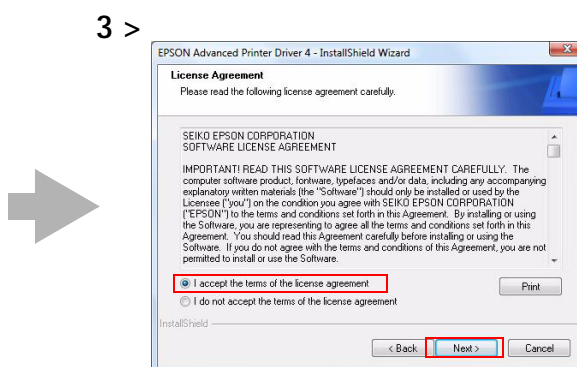 3 >
EPSON Advanced Printer Driver 4 - InstallShield Wizard
License Agreement
Please read the following license agreement carefully.
SEIKO EPSON CORPORATION
SOFTWARE LICENSE AGREEMENT
IMPORTANT! READ THIS SOFTWARE LICENSE AGREEMENT CAREFULLY. The
computer software product, fontware, typefaces and/or data, including any accompanying
explanatory written materials (the "Software") should only be installed or used by the
Licensee ("you") on the condition you agree with SEIKO EPSON CORPORATION
("EPSON") to the terms and conditions set forth in this Agreement. By installing or using
the Software, you are representing to agree all the terms and conditions set forth in this
Agreement. You should read this Agreement carefully before installing or using the
Software. If you do not agree with the terms and conditions of this Agreement, you are not
permitted to install or use the Software.
I accept the terms of the license agreement
Print
I do not accept the terms of the license agreement
InstallShield
< Back Next > Cancel